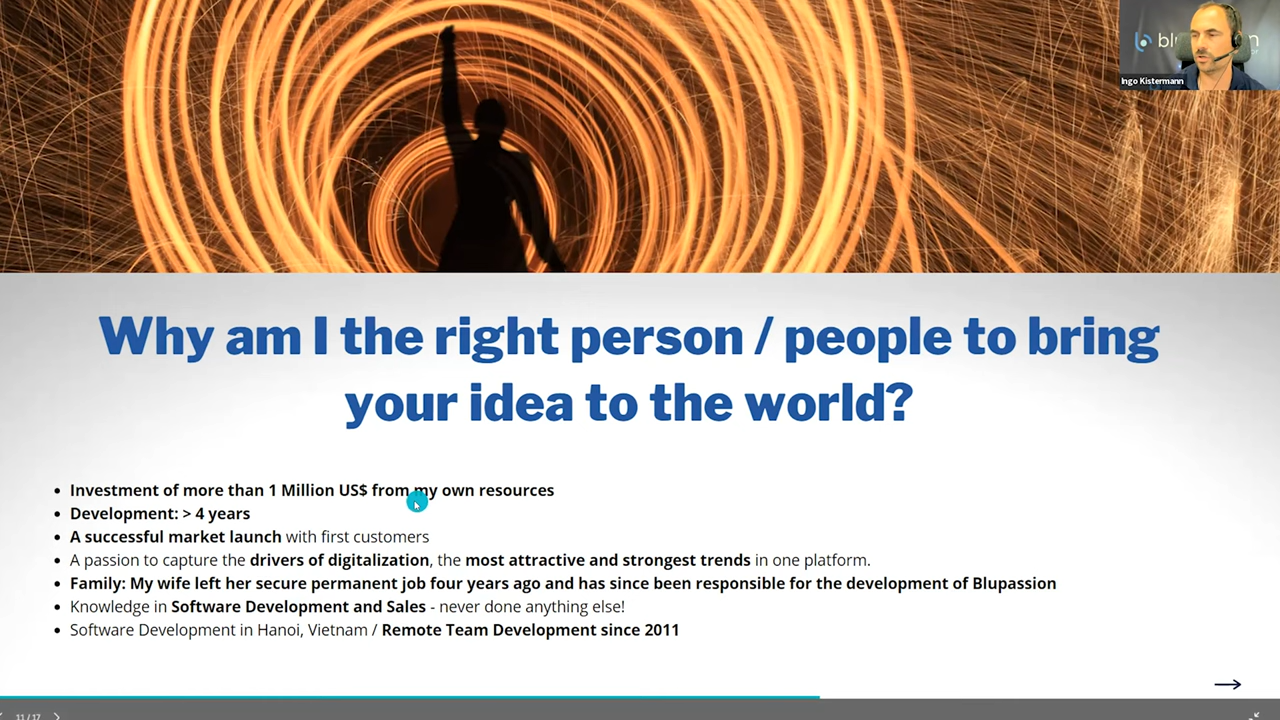 Ingo Kistermann
Why am I the right person / people to bring
your idea to the world?
• Investment of more than 1 Million US$ from my own resources
• Development: > 4 years
• A successful market launch with first customers
• A passion to capture the drivers of digitalization, the most attractive and strongest trends in one platform.
• Family: My wife left her secure permanent job four years ago and has since been responsible for the development of Blupassion
• Knowledge in Software Development and Sales - never done anything else!
• Software Development in Hanoi, Vietnam / Remote Team Development since 2011
11 / 17